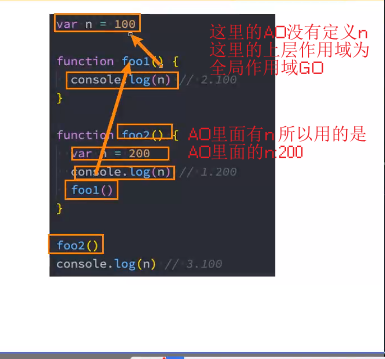 var n = 100
这里的AO没有定义n
这里的上层作用域为
全局作用域GO
function foo1() {
console.log(n) // 2.100
}
function foo2() {
AO里面有n,所以用的是
AO里面的n:200
var n = 200
console.log(n) // 1.200
foo1()
}
foo2()
console.log(n) // 3.100